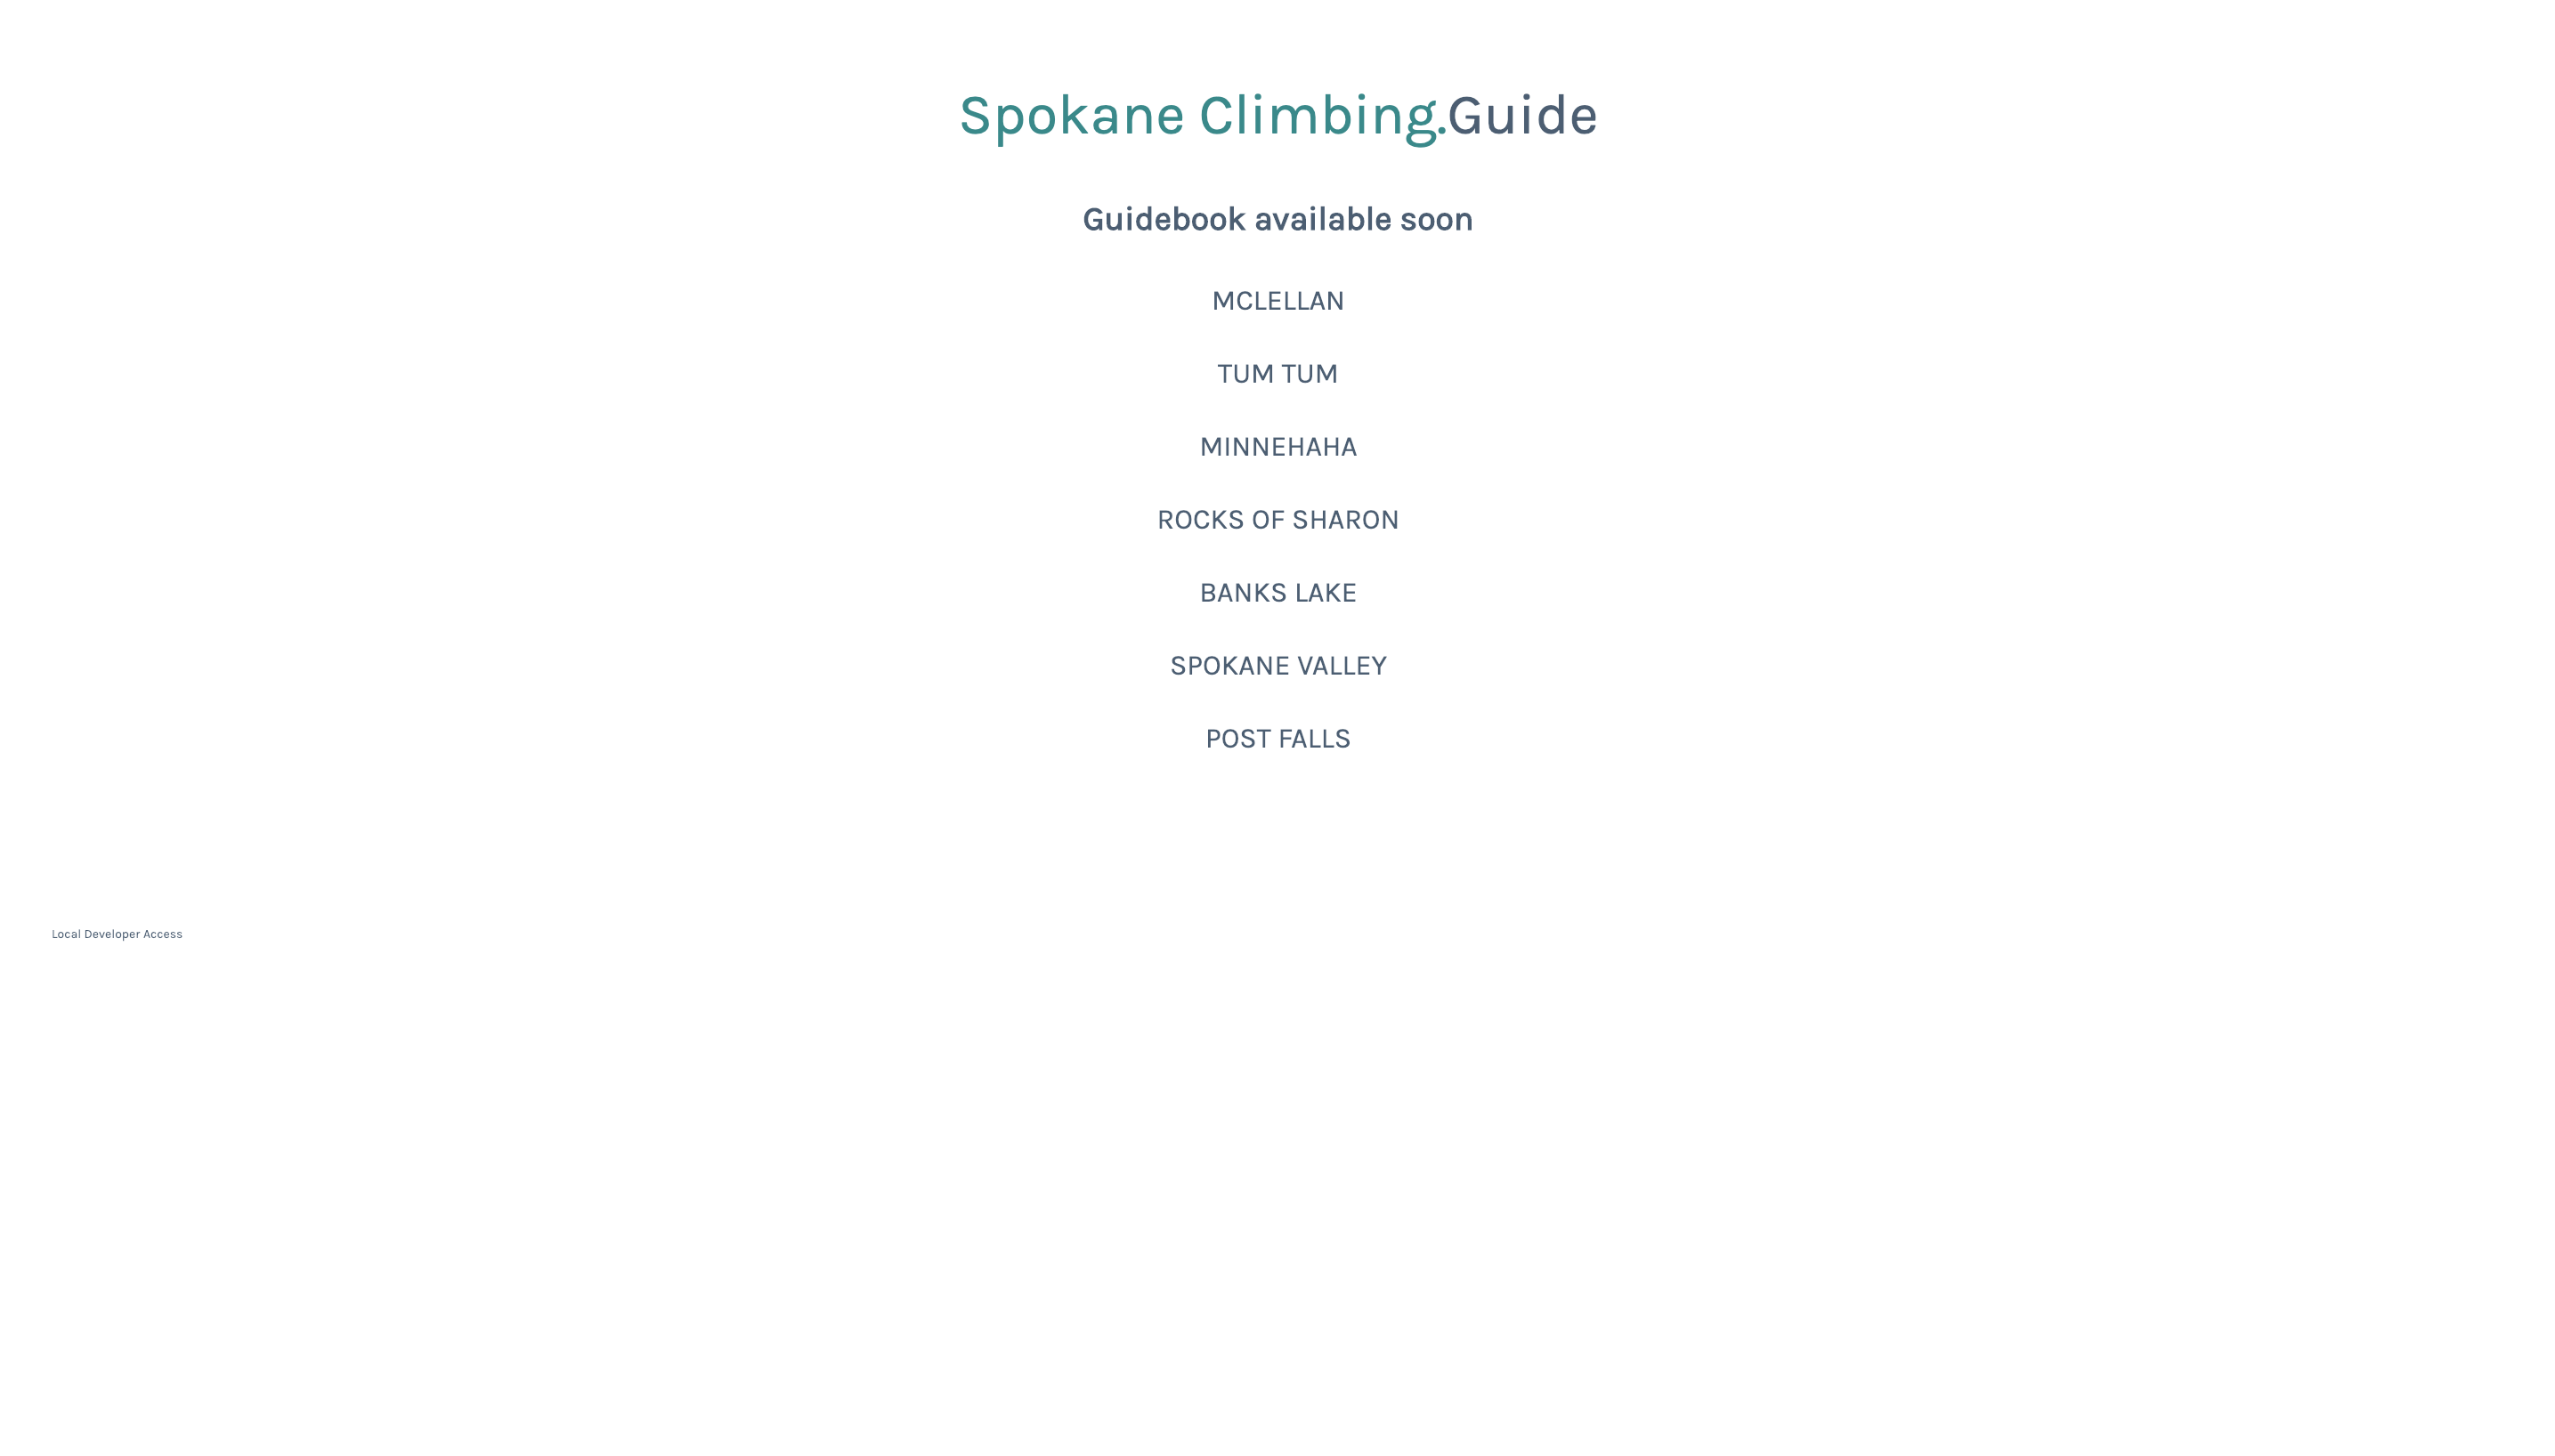 Spokane Climbing.Guide
Guidebook available soon
MCLELLAN
TUM TUM
MINNEHAHA
ROCKS OF SHARON
BANKS LAKE
SPOKANE VALLEY
POST FALLS
Local Developer Access